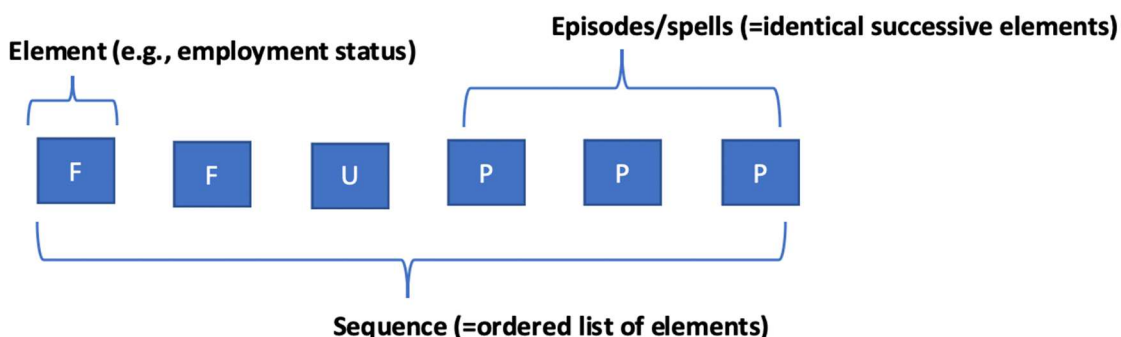 Episodes/spells (=identical successive elements)
Element (e.g., employment status)
F F U P P P
Sequence (=ordered list of elements)